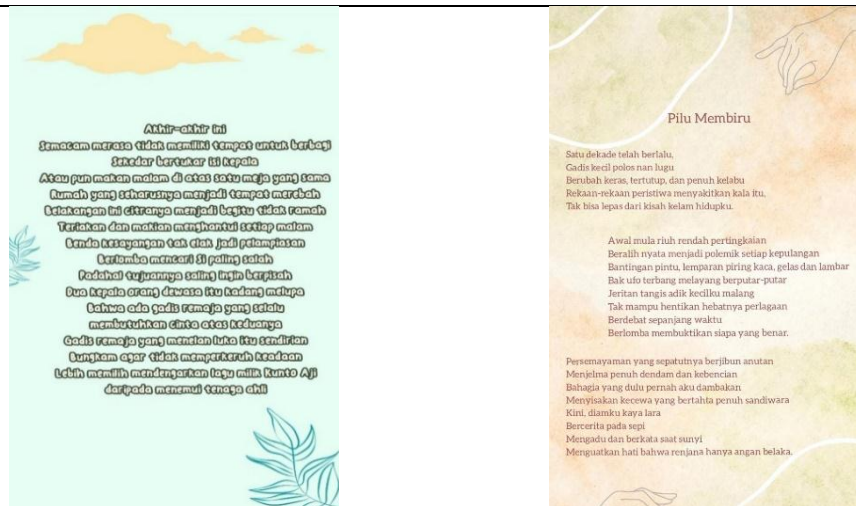 Akhir-akhir ini
Semacam merasa tidak memiliki tempat untuk berbagi
Sekedar bertukar isi kepala
Atau pun makan malam di atas satu meja yang sama
Rumah yang seharusnya menjadi tempat merebah
Belakangan ini citranya menjadi begitu tidak ramah
Teriakan dan makian menghantui setiap malam
Benda kesayangan tak elak jadi pelampiasan
Berlomba mencari Si paling salah
Padahal tujuannya saling ingin berpisah
Dua kepala orang dewasa itu kadang melupa
Bahwa ada gadis remaja yang selalu
membutuhkan cinta atas keduanya
Gadis remaja yang menelan luka itu sendirian
Bungkam agar tidak memperkeruh keadaan
Lebih memilih mendengarkan lagu milik Kunto Aji
daripada menemui tenaga ahli
Pilu Membiru
Satu dekade telah berlalu,
Gadis kecil polos nan lugu
Berubah keras, tertutup, dan penuh kelabu
Rekaan-rekaan peristiwa menyakitkan kala itu,
Tak bisa lepas dari kisah kelam hidupku.
Awal mula riuh rendah pertingkaian
Beralih nyata menjadi polemik setiap kepulangan
Bantingan pintu, lemparan piring kaca, gelas dan lambar
Bak ufo terbang melayang berputar-putar
Jeritan tangis adik kecilku malang
Tak mampu hentikan hebatnya perlagaan
Berdebat sepanjang waktu
Berlomba membuktikan siapa yang benar.
Persemayaman yang sepatutnya berjibun anutan
Menjelma penuh dendam dan kebencian
Bahagia yang dulu pernah aku dambakan
Menyisakan kecewa yang bertahta penuh sandiwara
Kini, diamku kaya lara
Bercerita pada sepi
Mengadu dan berkata saat sunyi
Menguatkan hati bahwa renjana hanya angan belaka.